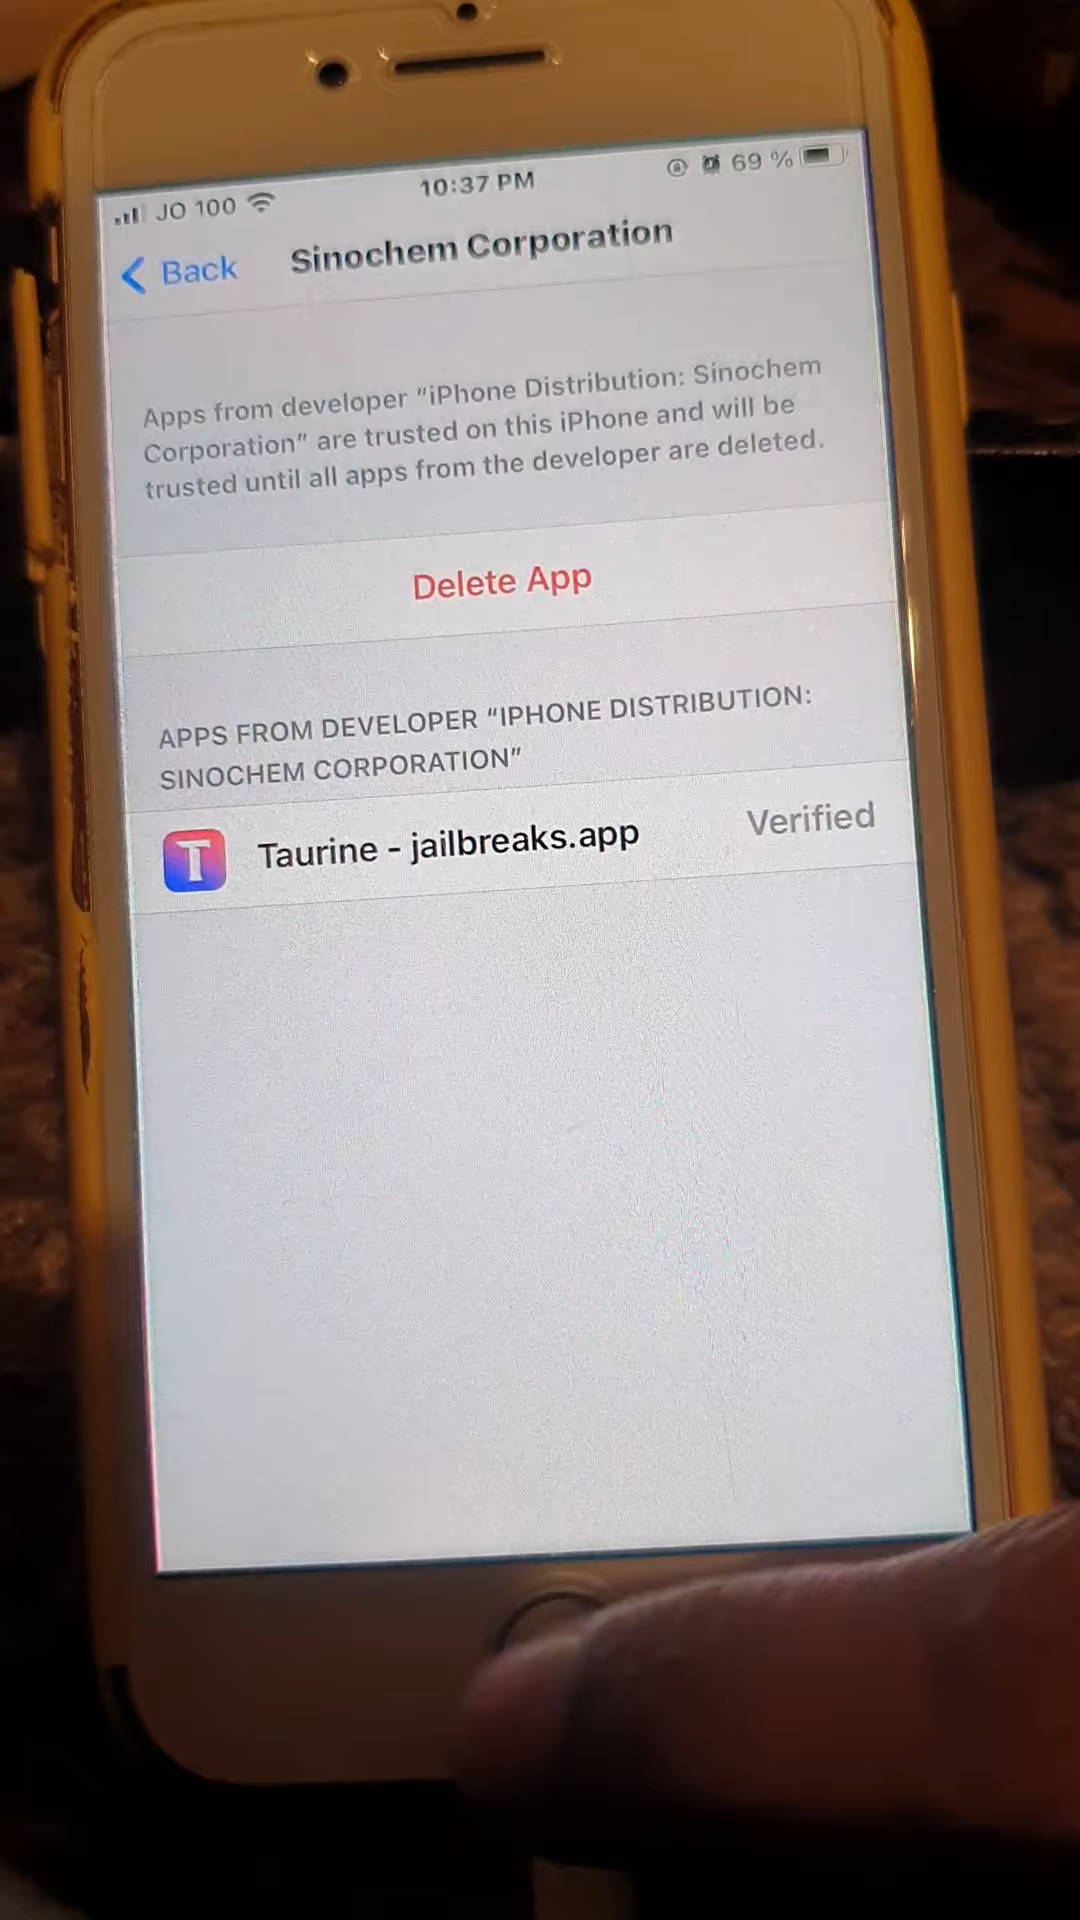 JO 100
10:37 PM
69 %
Back
Sinochem Corporation
Apps from developer “iPhone Distribution: Sinochem
Corporation” are trusted on this iPhone and will be
trusted until all apps from the developer are deleted.
Delete App
APPS FROM DEVELOPER “IPHONE DISTRIBUTION:
SINOCHEM CORPORATION”
T
Taurine - jailbreaks.app
Verified